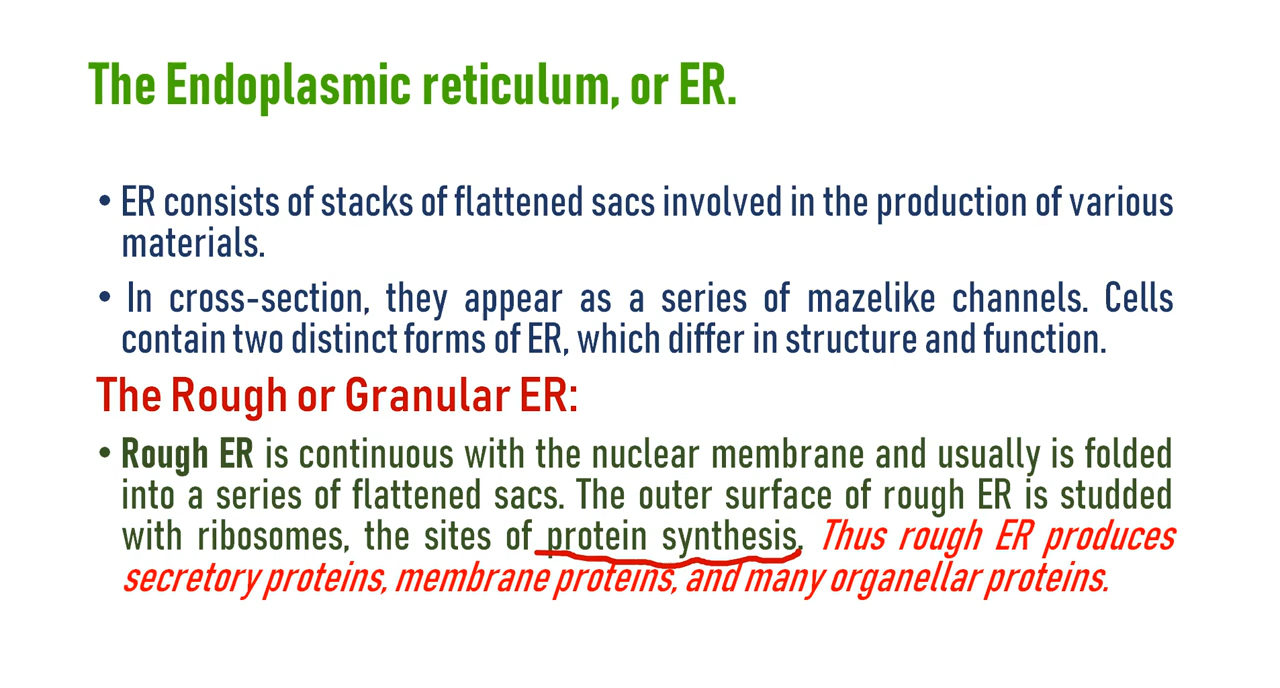 The Endoplasmic reticulum, or ER.
• ER consists of stacks of flattened sacs involved in the production of various
materials.
• In cross-section, they appear as a series of mazelike channels. Cells
contain two distinct forms of ER, which differ in structure and function.
The Rough or Granular ER:
• Rough ER is continuous with the nuclear membrane and usually is folded
into a series of flattened sacs. The outer surface of rough ER is studded
with ribosomes, the sites of protein synthesis. Thus rough ER produces
secretory proteins, membrane proteins, and many organellar proteins.